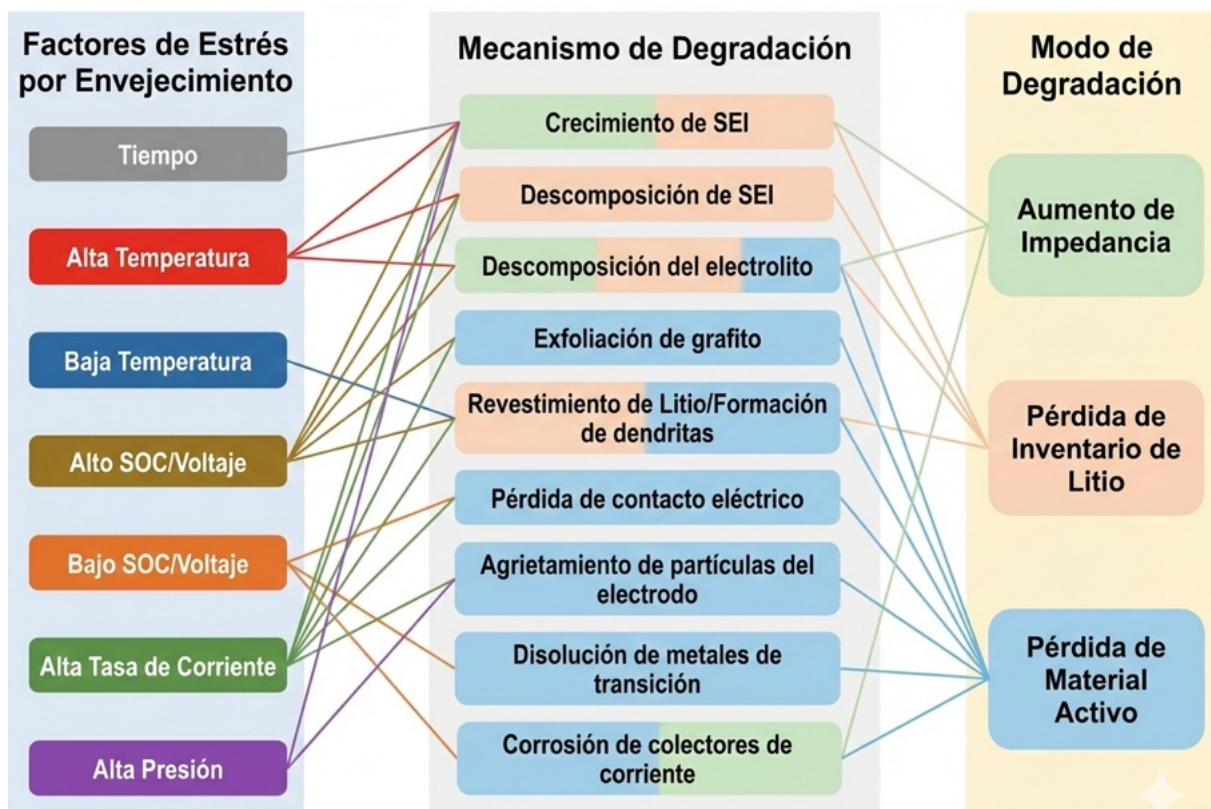 Factores de Estrés
por Envejecimiento
Tiempo
Alta Temperatura
Baja Temperatura
Alto SOC/Voltaje
Bajo SOC/Voltaje
Alta Tasa de Corriente
Alta Presión
Mecanismo de Degradación
Crecimiento de SEI
Descomposición de SEI
Descomposición del electrolito
Exfoliación de grafito
Revestimiento de Litio/Formación
de dendritas
Pérdida de contacto eléctrico
Agrietamiento de partículas del
electrodo
Disolución de metales de
transición
Corrosión de colectores de
corriente
Modo de
Degradación
Aumento de
Impedancia
Pérdida de
Inventario de
Litio
Pérdida de
Material
Activo